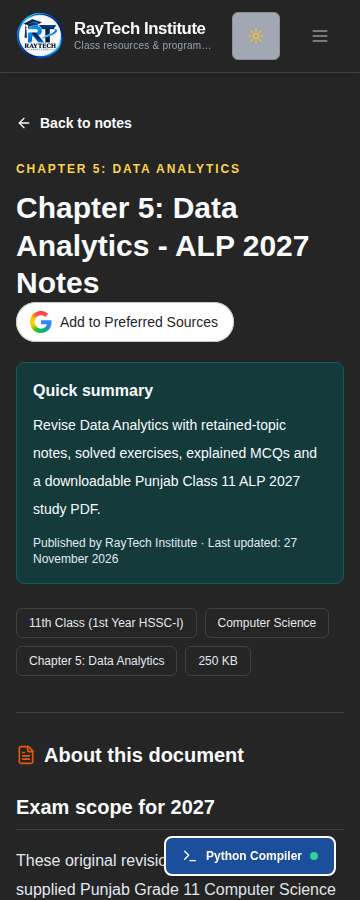 RayTech Institute
Class resources & program...
RAYTECH
Back to notes
CHAPTER 5: DATA ANALYTICS
Chapter 5: Data
Analytics - ALP 2027
Notes
Add to Preferred Sources
Quick summary
Revise Data Analytics with retained-topic
notes, solved exercises, explained MCQs and
a downloadable Punjab Class 11 ALP 2027
study PDF.
Published by RayTech Institute · Last updated: 27
November 2026
11th Class (1st Year HSSC-I)
Computer Science
Chapter 5: Data Analytics
250 KB
About this document
Exam scope for 2027
These original revisio
Python Compiler
supplied Punjab Grade 11 Computer Science